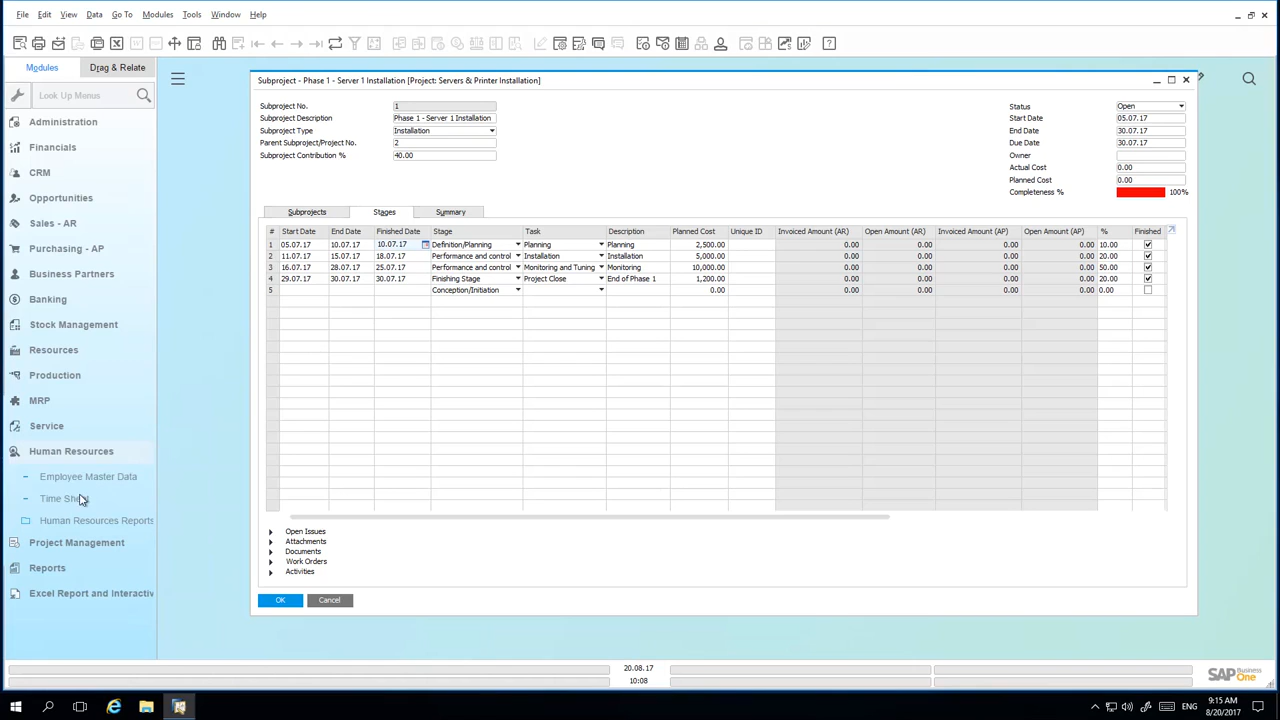 File Edit View Data Go To Modules Tools Window Help
Modules Drag & Relate
Look Up Menus
Administration
Financials
CRM
Opportunities
Sales - AR
Purchasing - AP
Business Partners
Banking
Stock Management
Resources
Production
MRP
Service
Human Resources
Employee Master Data
Human Resources Reports
Project Management
Reports
Excel Report and Interactiv
Subproject - Phase 1 - Server 1 Installation [Project: Servers & Printer Installation]
Subproject No. 1
Subproject Description Phase 1 - Server 1 Installation
Subproject Type Installation
Parent Subproject/Project No. 2
Subproject Contribution % 40.00
Status Open
Start Date 05.07.17
End Date 30.07.17
Due Date 30.07.17
Owner
Actual Cost 0.00
Planned Cost 0.00
Completeness % 100%
Subprojects Stages Summary
# Start Date End Date Finished Date Stage Task Description Planned Cost Unique ID Invoiced Amount (AR) Open Amount (AR) Invoiced Amount (AP) Open Amount (AP) % Finished
1 05.07.17 10.07.17 10.07.17 Definition/Planning Planning Planning 2,500.00 0.00 0.00 0.00 0.00 10.00
2 11.07.17 15.07.17 18.07.17 Performance and control Installation Installation 5,000.00 0.00 0.00 0.00 0.00 20.00
3 16.07.17 28.07.17 25.07.17 Performance and control Monitoring and Tuning Monitoring 10,000.00 0.00 0.00 0.00 0.00 50.00
4 29.07.17 30.07.17 30.07.17 Finishing Stage Project Close End of Phase 1 1,200.00 0.00 0.00 0.00 0.00 20.00
5 Conception/Initiation 0.00 0.00 0.00 0.00 0.00 0.00
Open Issues
Attachments
Documents
Work Orders
Activities
OK Cancel
20.08.17
10:08
SAP Business One
ENG
9:15 AM
8/20/2017